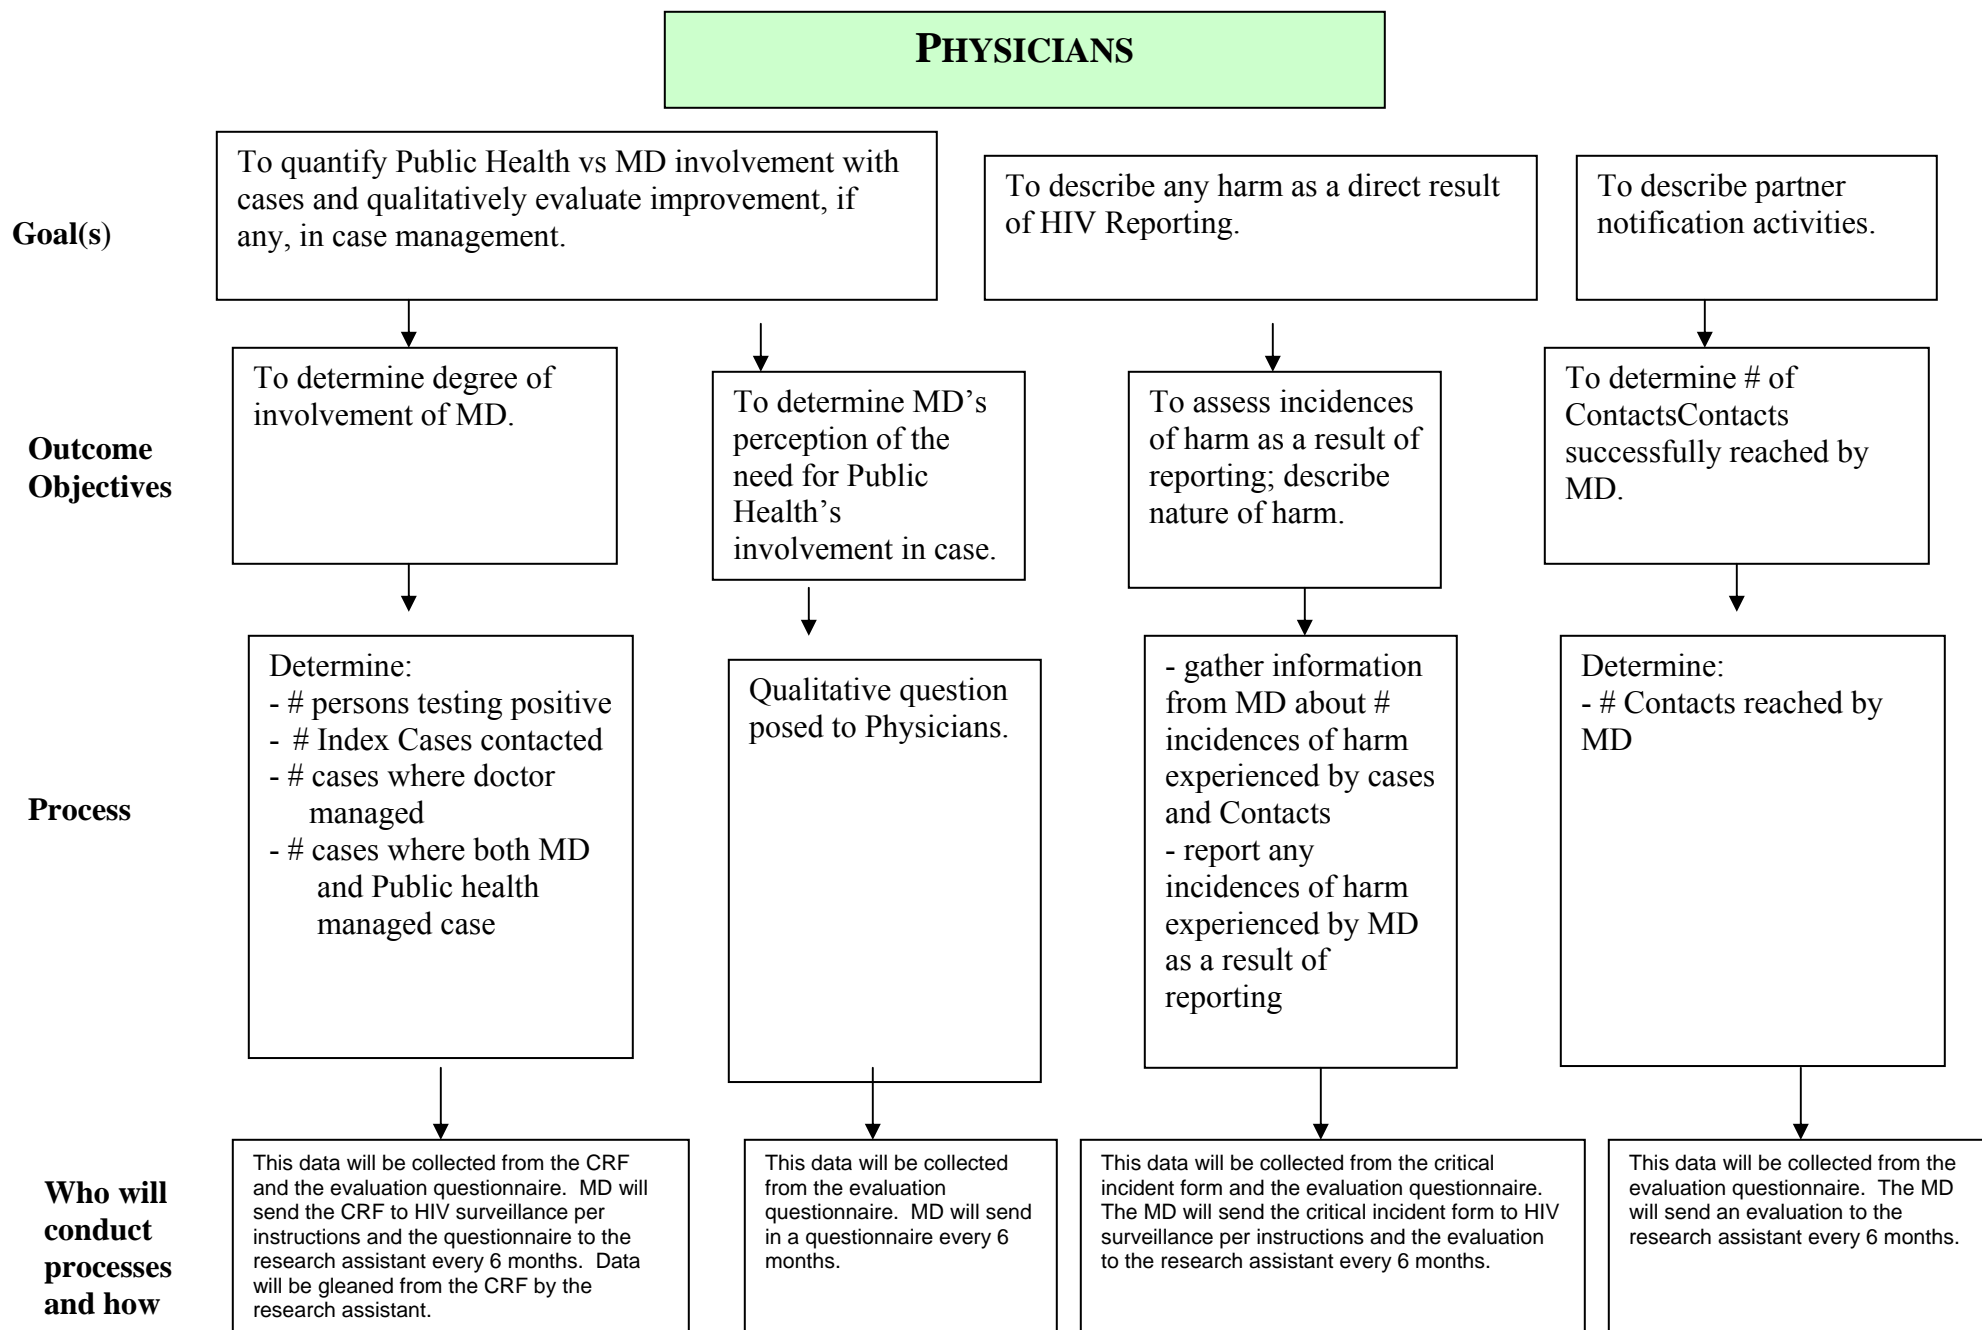 PHYSICIANS
Goal(s)
To quantify Public Health vs MD involvement with
cases and qualitatively evaluate improvement, if
any, in case management.
To describe any harm as a direct result
of HIV Reporting.
To describe partner
notification activities.
Outcome
Objectives
To determine degree of
involvement of MD.
To determine MD’s
perception of the
need for Public
Health’s
involvement in case.
To assess incidences
of harm as a result of
reporting; describe
nature of harm.
To determine # of
ContactsContacts
successfully reached by
MD.
Process
Determine:
- # persons testing positive
- # Index Cases contacted
- # cases where doctor
managed
- # cases where both MD
and Public health
managed case
Qualitative question
posed to Physicians.
- gather information
from MD about #
incidences of harm
experienced by cases
and Contacts
- report any
incidences of harm
experienced by MD
as a result of
reporting
Determine:
- # Contacts reached by
MD
Who will
conduct
processes
and how
This data will be collected from the CRF
and the evaluation questionnaire. MD will
send the CRF to HIV surveillance per
instructions and the questionnaire to the
research assistant every 6 months. Data
will be gleaned from the CRF by the
research assistant.
This data will be collected
from the evaluation
questionnaire. MD will send
in a questionnaire every 6
months.
This data will be collected from the critical
incident form and the evaluation questionnaire.
The MD will send the critical incident form to HIV
surveillance per instructions and the evaluation
to the research assistant every 6 months.
This data will be collected from the
evaluation questionnaire. The MD
will send an evaluation to the
research assistant every 6 months.